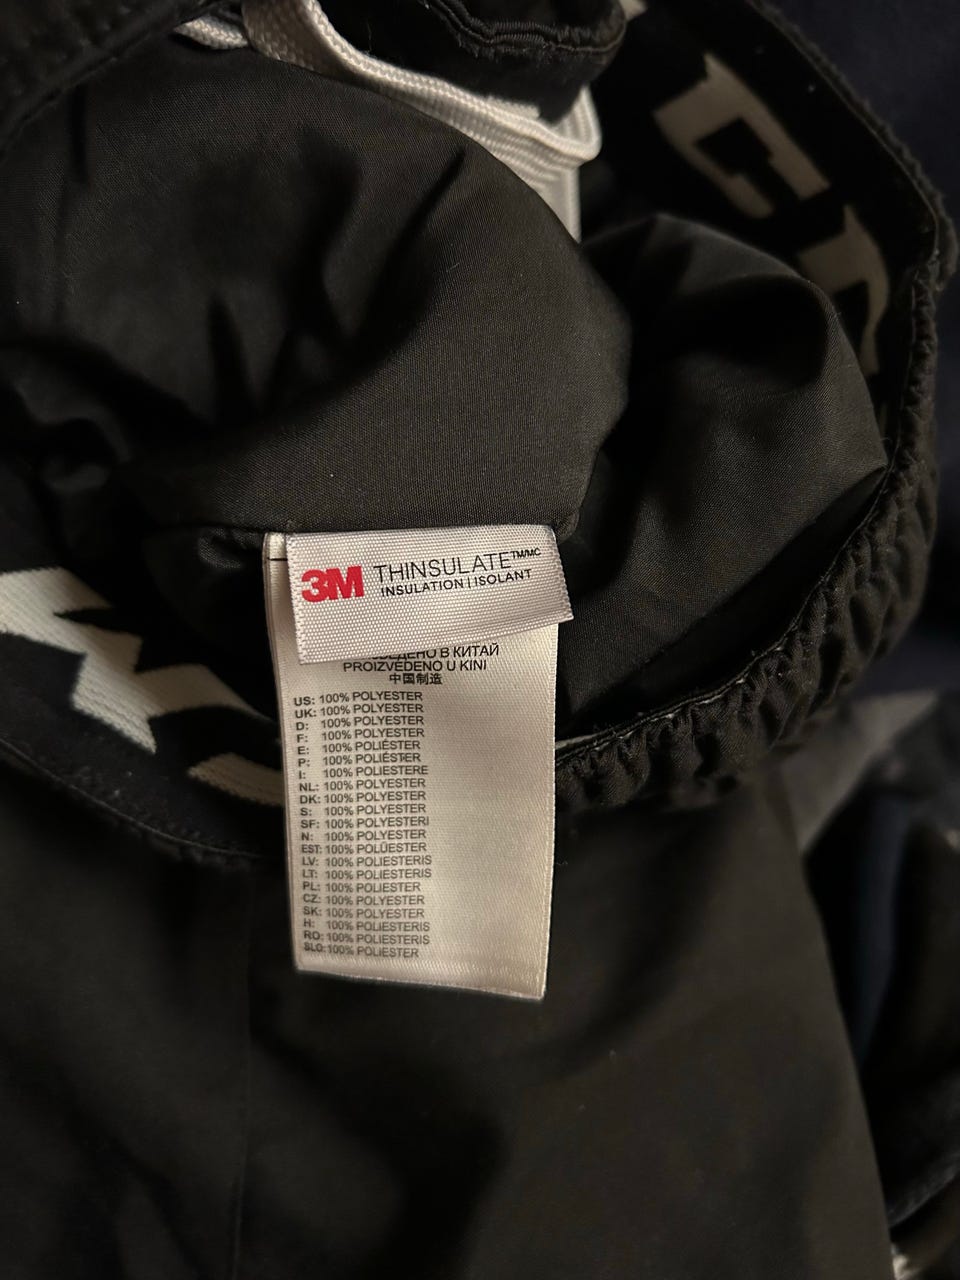 3M THINSULATE™/MC
INSULATION | ISOLANT
В КИТАЙ
PROIZVEDENO U KINI
中国制造
US: 100% POLYESTER
UK: 100% POLYESTER
D: 100% POLYESTER
F: 100% POLYESTER
E: 100% POLIÉSTER
P: 100% POLIÉSTER
I: 100% POLIESTERE
NL: 100% POLYESTER
DK: 100% POLYESTER
S: 100% POLYESTER
SF: 100% POLYESTERI
N: 100% POLYESTER
EST: 100% POLÜESTER
LV: 100% POLIESTERIS
LT: 100% POLIESTERIS
PL: 100% POLIESTER
CZ: 100% POLYESTER
SK: 100% POLYESTER
H: 100% POLIESTERIS
RO: 100% POLIESTERIS
SLO: 100% POLIESTER